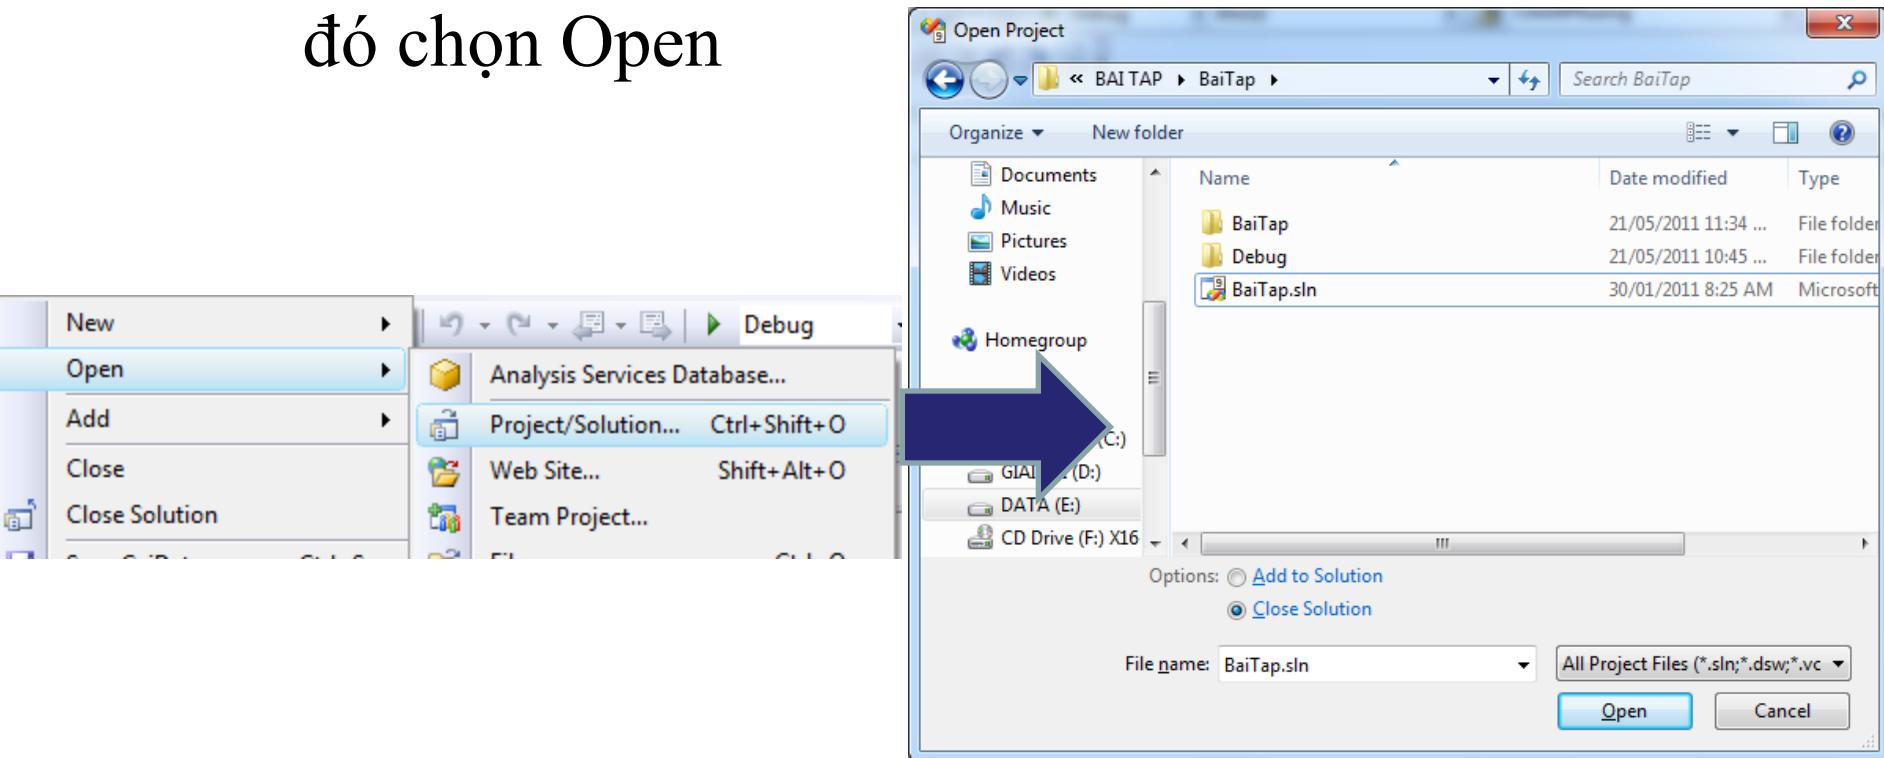 đó chọn Open
New
Open
Add
Close
Close Solution
Debug
Analysis Services Database...
Project/Solution... Ctrl+Shift+O
Web Site... Shift+Alt+O
Team Project...
Open Project
« BAI TAP BaiTap
Search BaiTap
Organize New folder
Documents
Music
Pictures
Videos
Homegroup
(C:)
(D:)
DATA (E:)
CD Drive (F:) X16
Name Date modified Type
BaiTap 21/05/2011 11:34 ... File folder
Debug 21/05/2011 10:45 ... File folder
BaiTap.sln 30/01/2011 8:25 AM Microsoft
Options: Add to Solution
Close Solution
File name: BaiTap.sln All Project Files (*.sln;*.dsw;*.vc
Open Cancel